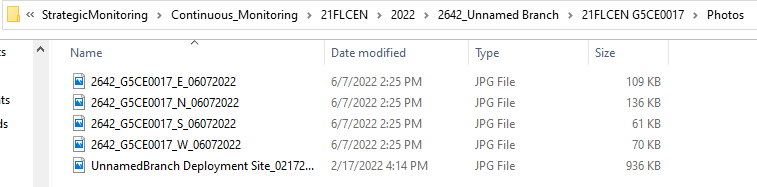 « StrategicMonitoring > Continuous_Monitoring > 21FLCEN > 2022 > 2642_Unnamed Branch > 21FLCEN G5CE0017 > Photos
Name Date modified Type Size
2642_G5CE0017_E_06072022 6/7/2022 2:25 PM JPG File 109 KB
2642_G5CE0017_N_06072022 6/7/2022 2:25 PM JPG File 136 KB
2642_G5CE0017_S_06072022 6/7/2022 2:25 PM JPG File 61 KB
2642_G5CE0017_W_06072022 6/7/2022 2:25 PM JPG File 70 KB
UnnamedBranch Deployment Site_02172... 2/17/2022 4:14 PM JPG File 936 KB